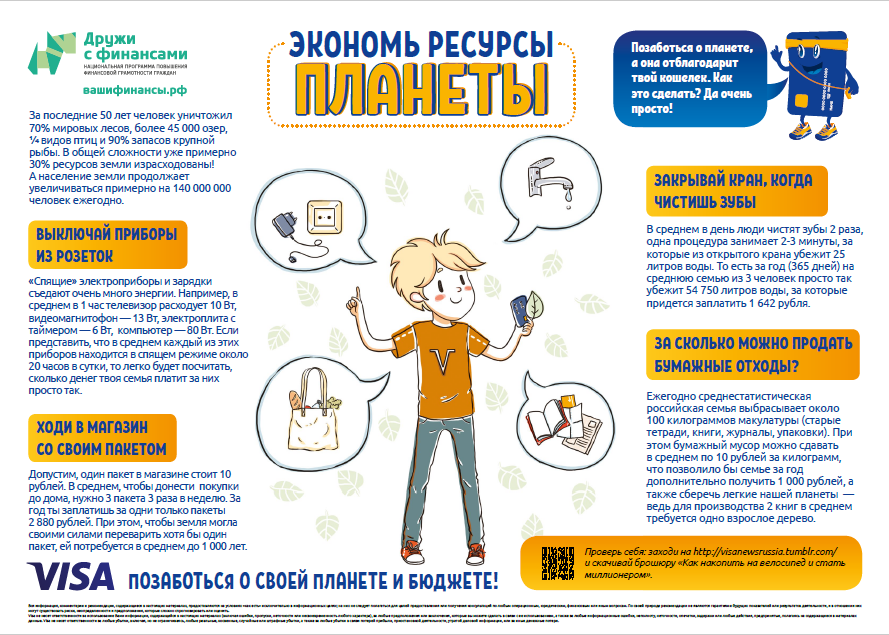 Дружи
с финансами
НАЦИОНАЛЬНАЯ ПРОГРАММА ПОВЫШЕНИЯ
ФИНАНСОВОЙ ГРАМОТНОСТИ ГРАЖДАН
вашифинансы.рф
ЭКОНОМЬ РЕСУРСЫ
ПЛАНЕТЫ
Позаботься о планете,
а она отблагодарит
твой кошелек. Как
это сделать? Да очень
просто!
За последние 50 лет человек уничтожил
70% мировых лесов, более 45 000 озер,
¼ видов птиц и 90% запасов крупной
рыбы. В общей сложности уже примерно
30% ресурсов земли израсходованы!
А население земли продолжает
увеличиваться примерно на 140 000 000
человек ежегодно.
ВЫКЛЮЧАЙ ПРИБОРЫ
ИЗ РОЗЕТОК
«Спящие» электроприборы и зарядки
съедают очень много энергии. Например, в
среднем в 1 час телевизор расходует 10 Вт,
видеомагнитофон — 13 Вт, электроплита с
таймером — 6 Вт, компьютер — 80 Вт. Если
представить, что в среднем каждый из этих
приборов находится в спящем режиме около
20 часов в сутки, то легко будет посчитать,
сколько денег твоя семья платит за них
просто так.
ХОДИ В МАГАЗИН
СО СВОИМ ПАКЕТОМ
Допустим, один пакет в магазине стоит 10
рублей. В среднем, чтобы донести покупки
до дома, нужно 3 пакета 3 раза в неделю. За
год ты заплатишь за одни только пакеты
2 880 рублей. При этом, чтобы земля могла
своими силами переварить хотя бы один
пакет, ей потребуется в среднем до 1 000 лет.
ЗАКРЫВАЙ КРАН, КОГДА
ЧИСТИШЬ ЗУБЫ
В среднем в день люди чистят зубы 2 раза,
одна процедура занимает 2-3 минуты, за
которые из открытого крана убежит 25
литров воды. То есть за год (365 дней) на
среднюю семью из 3 человек просто так
убежит 54 750 литров воды, за которые
придется заплатить 1 642 рубля.
ЗА СКОЛЬКО МОЖНО ПРОДАТЬ
БУМАЖНЫЕ ОТХОДЫ?
Ежегодно среднестатистическая
российская семья выбрасывает около
100 килограммов макулатуры (старые
тетради, книги, журналы, упаковки). При
этом бумажный мусор можно сдавать
в среднем по 10 рублей за килограмм,
что позволило бы семье за год
дополнительно получить 1 000 рублей, а
также сберечь легкие нашей планеты —
ведь для производства 2 книг в среднем
требуется одно взрослое дерево.
V
Проверь себя: заходи на http://visanewsrussia.tumblr.com/
и скачивай брошюру «Как накопить на велосипед и стать
миллионером».
VISA
ПОЗАБОТЬСЯ О СВОЕЙ ПЛАНЕТЕ И БЮДЖЕТЕ!